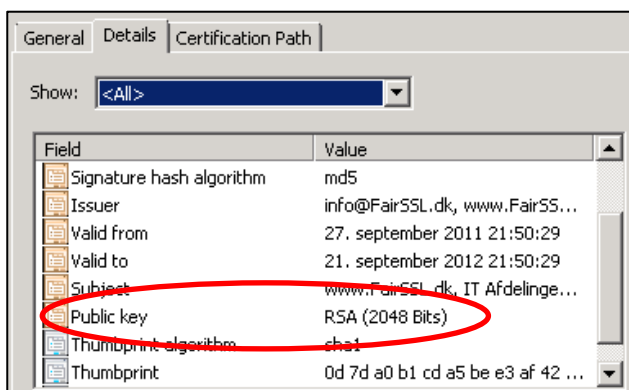 General Details Certification Path
Show: <All>
Field Value
Signature hash algorithm md5
Issuer info@FairSSL.dk, www.FairSS...
Valid from 27. september 2011 21:50:29
Valid to 21. september 2012 21:50:29
Subject www.FairSSL.dk, IT Afdelinge...
Public key RSA (2048 Bits)
Thumbprint algorithm sha1
Thumbprint 0d 7d a0 b1 cd a5 be e3 af 42 ...